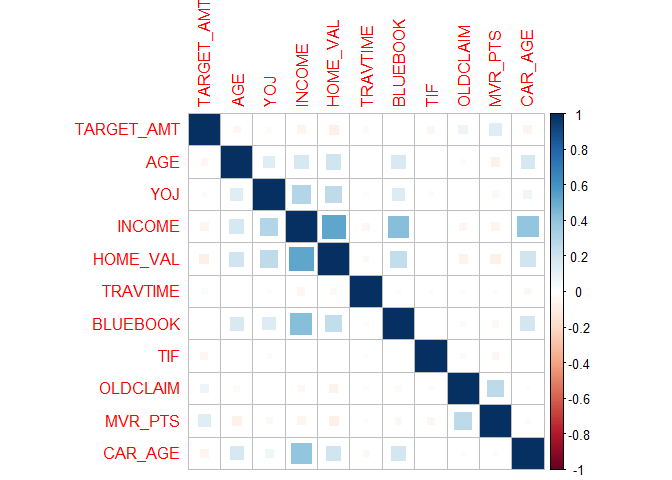 TARGET_AMT
AGE
YOJ
INCOME
HOME_VAL
TRAVTIME
BLUEBOOK
TIF
OLDCLAIM
MVR_PTS
CAR_AGE
TARGET_AMT
AGE
YOJ
INCOME
HOME_VAL
TRAVTIME
BLUEBOOK
TIF
OLDCLAIM
MVR_PTS
CAR_AGE
1
0.8
0.6
0.4
0.2
0
-0.2
-0.4
-0.6
-0.8
-1